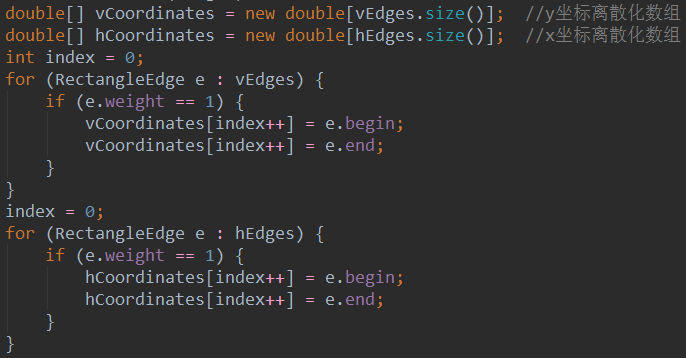 double[] vCoordinates = new double[vEdges.size()];  //y坐标离散化数组
double[] hCoordinates = new double[hEdges.size()];  //x坐标离散化数组
int index = 0;
for (RectangleEdge e : vEdges) {
    if (e.weight == 1) {
        vCoordinates[index++] = e.begin;
        vCoordinates[index++] = e.end;
    }
}
index = 0;
for (RectangleEdge e : hEdges) {
    if (e.weight == 1) {
        hCoordinates[index++] = e.begin;
        hCoordinates[index++] = e.end;
    }
}